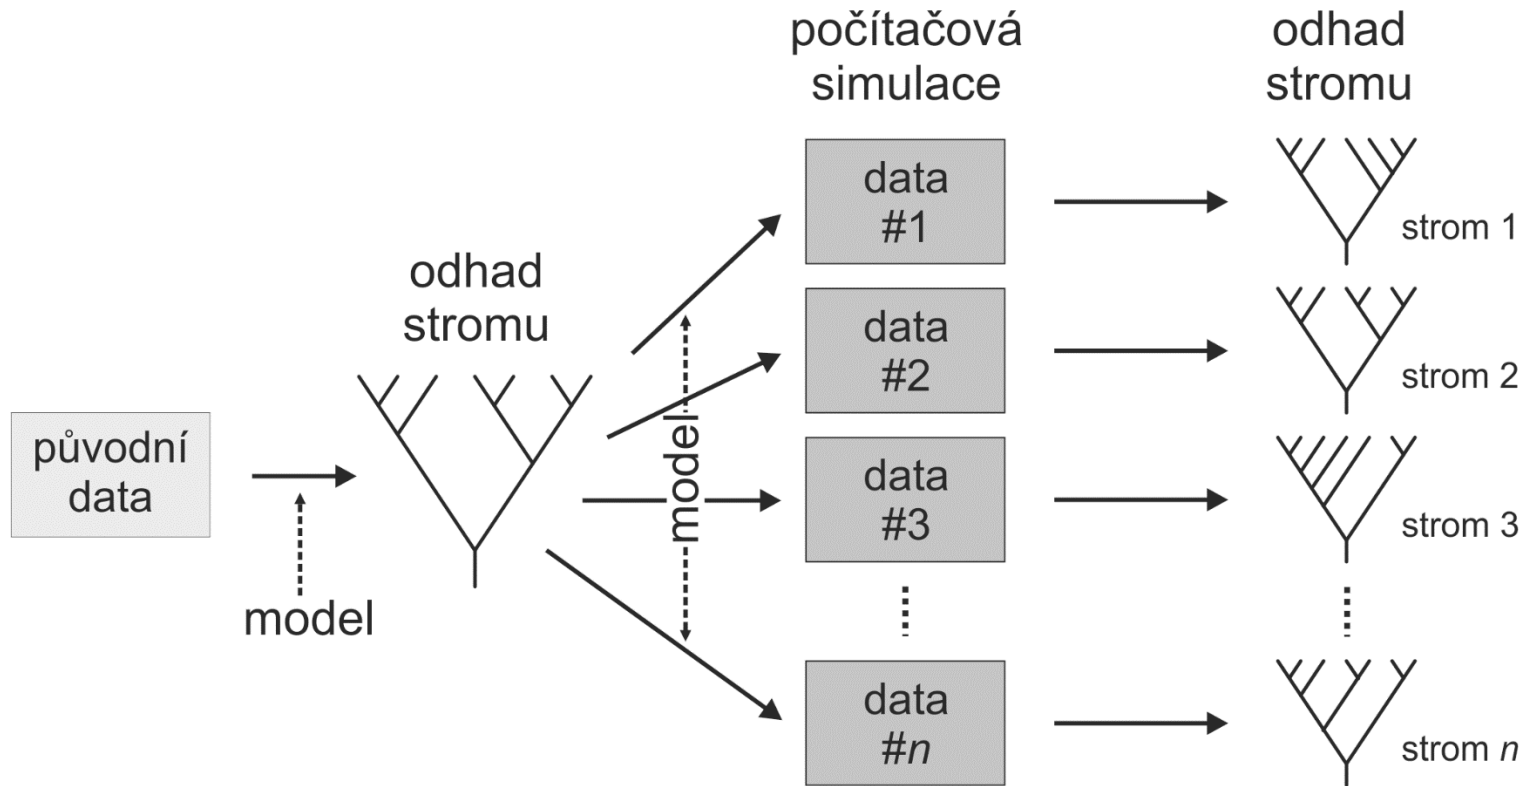 počítačová
simulace
odhad
stromu
data
#1
strom 1
odhad
stromu
data
#2
strom 2
původní
data
model
model
data
#3
strom 3
data
#n
strom n